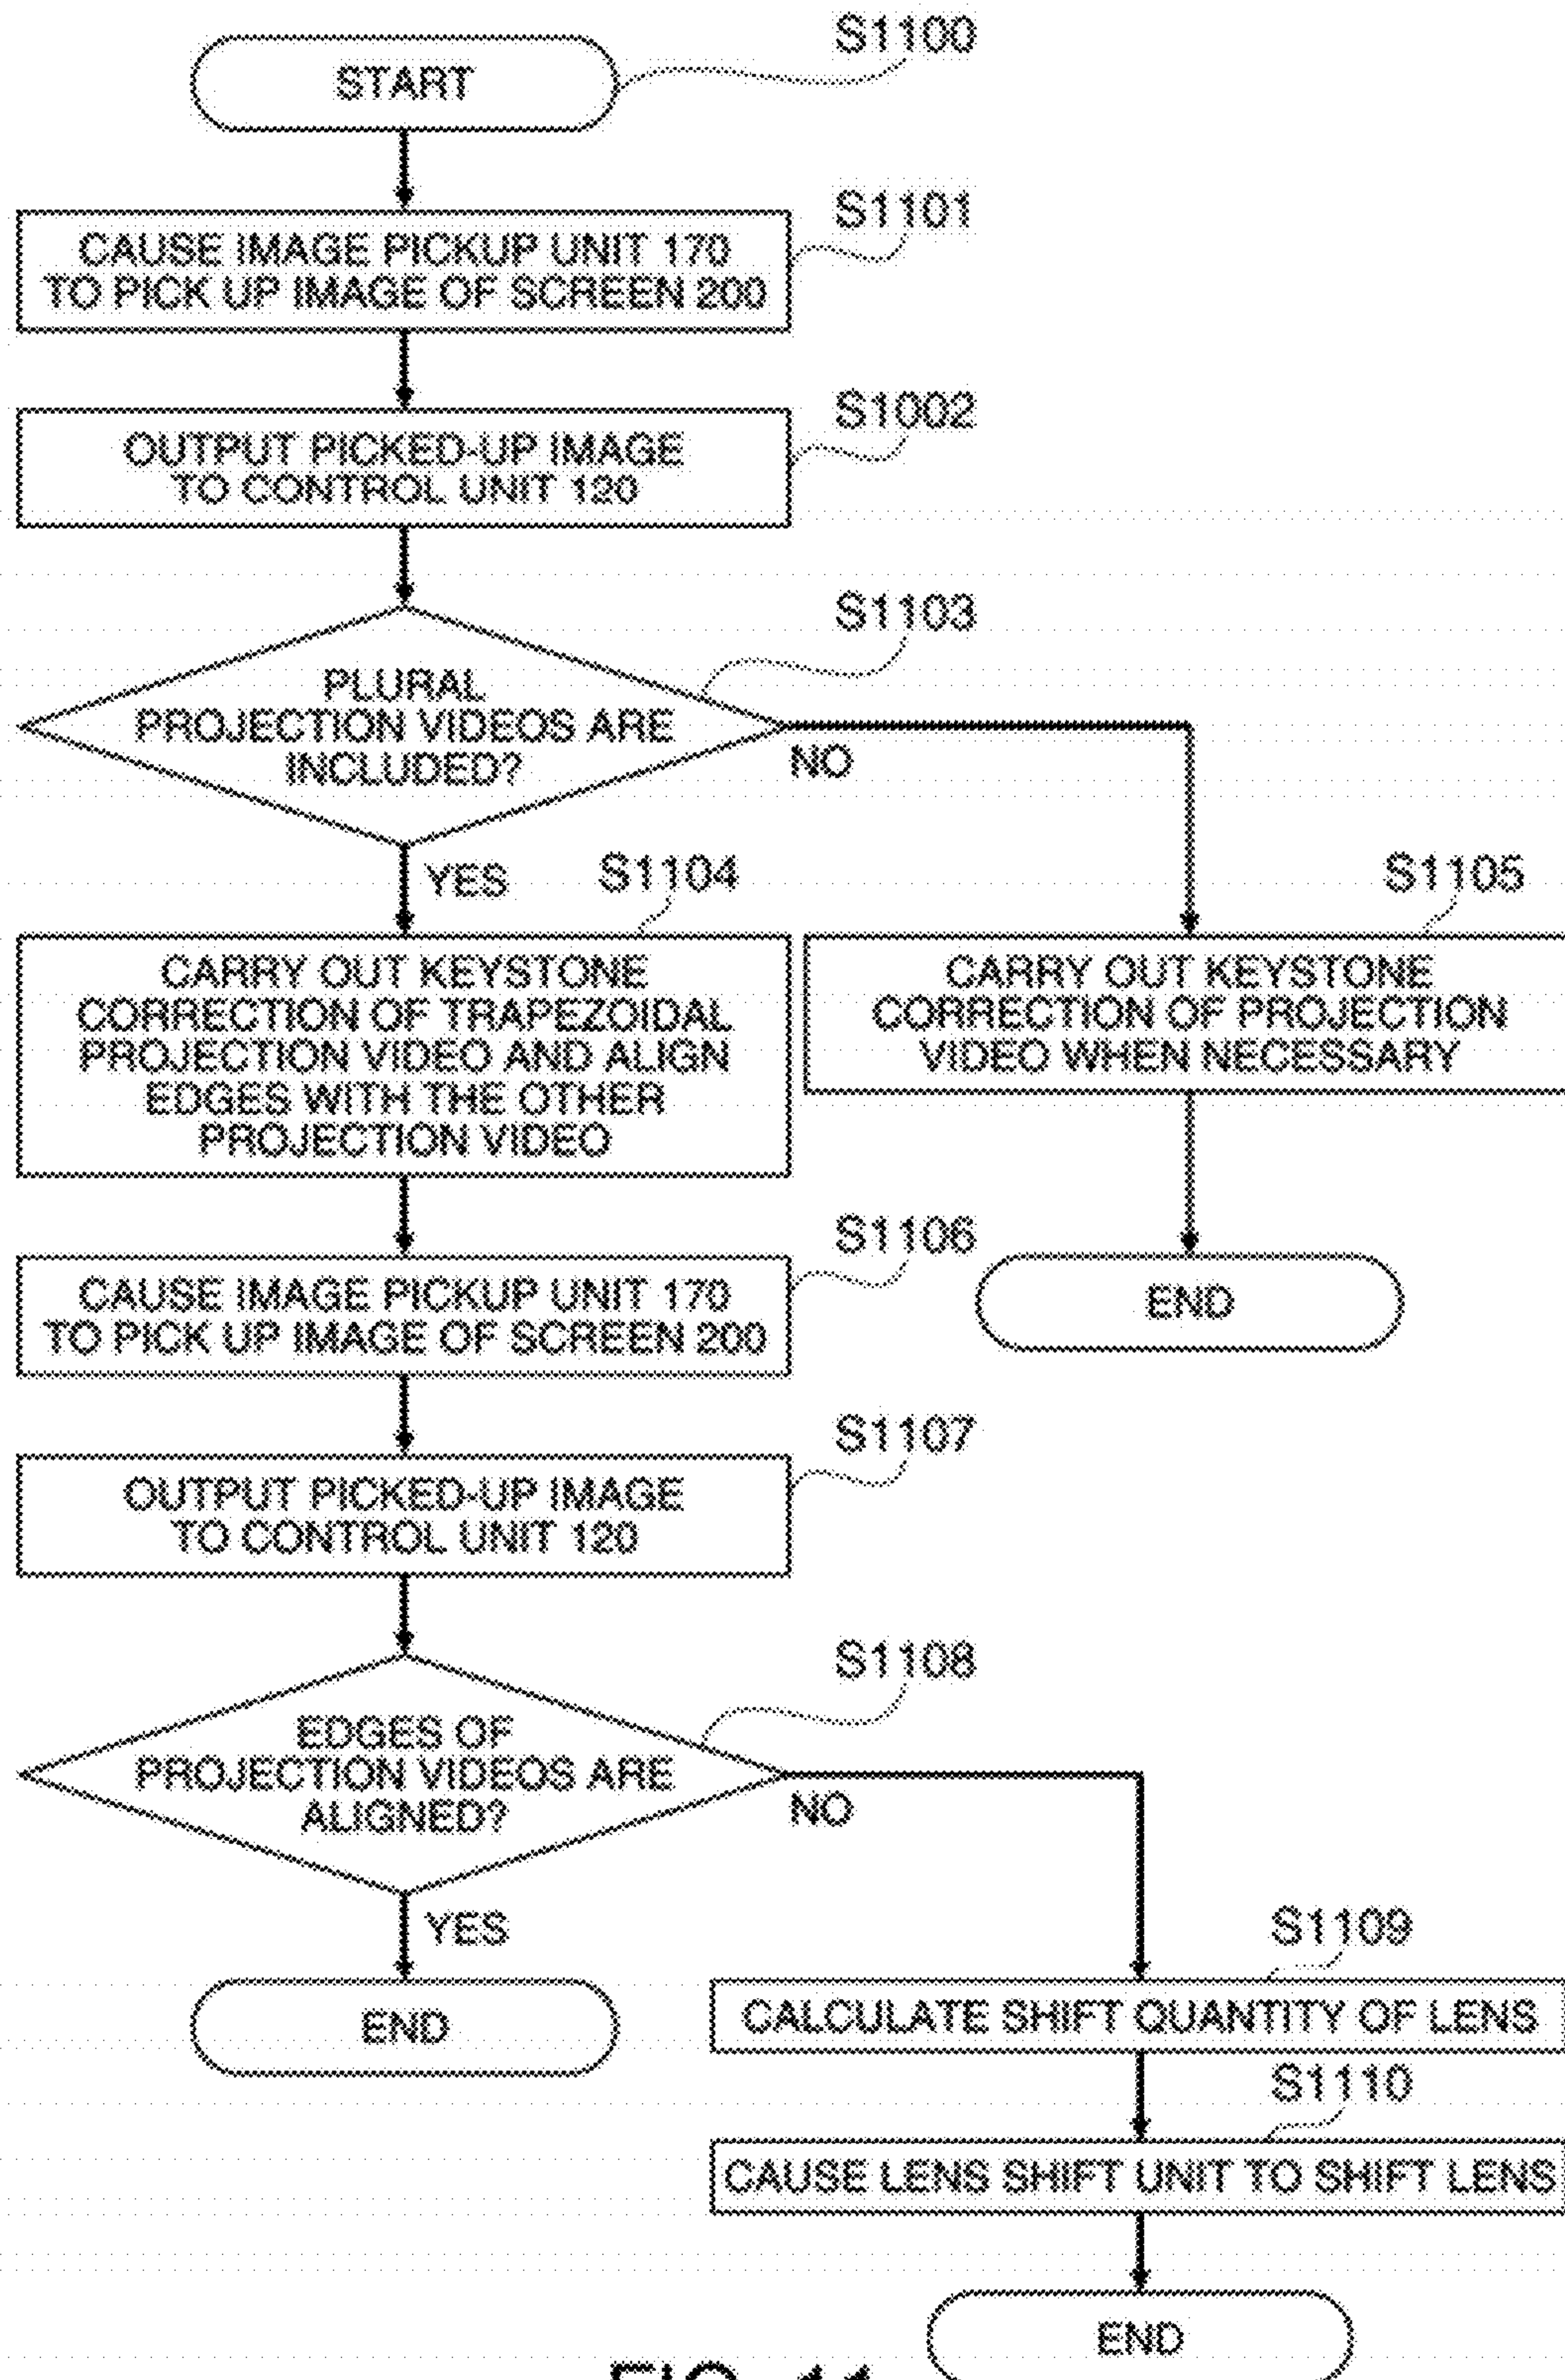 S1100
START
S1101
CAUSE IMAGE PICKUP UNIT 170
TO PICK UP IMAGE OF SCREEN 200
S1002
OUTPUT PICKED-UP IMAGE
TO CONTROL UNIT 120
S1103
PLURAL
PROJECTION VIDEOS ARE
INCLUDED?
NO
YES
S1104
CARRY OUT KEYSTONE
CORRECTION OF TRAPEZOIDAL
PROJECTION VIDEO AND ALIGN
EDGES WITH THE OTHER
PROJECTION VIDEO
S1105
CARRY OUT KEYSTONE
CORRECTION OF PROJECTION
VIDEO WHEN NECESSARY
END
S1106
CAUSE IMAGE PICKUP UNIT 170
TO PICK UP IMAGE OF SCREEN 200
S1107
OUTPUT PICKED-UP IMAGE
TO CONTROL UNIT 120
S1108
EDGES OF
PROJECTION VIDEOS ARE
ALIGNED?
NO
YES
END
S1109
CALCULATE SHIFT QUANTITY OF LENS
S1110
CAUSE LENS SHIFT UNIT TO SHIFT LENS
END